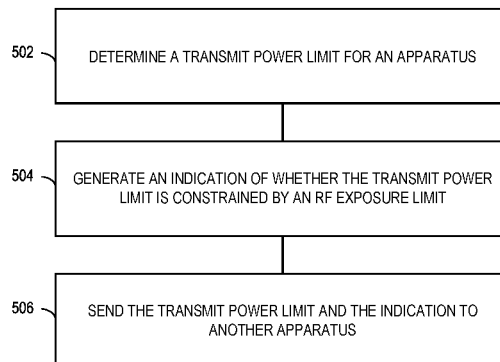 502
DETERMINE A TRANSMIT POWER LIMIT FOR AN APPARATUS
504
GENERATE AN INDICATION OF WHETHER THE TRANSMIT POWER
LIMIT IS CONSTRAINED BY AN RF EXPOSURE LIMIT
506
SEND THE TRANSMIT POWER LIMIT AND THE INDICATION TO
ANOTHER APPARATUS